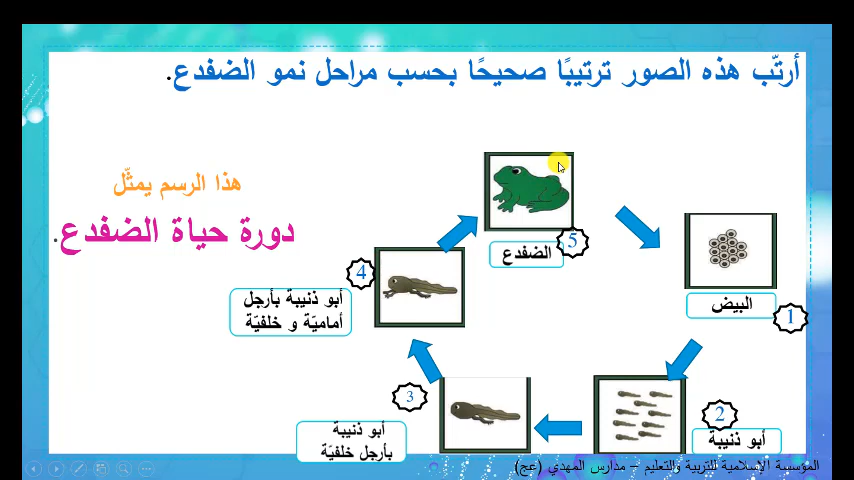 أرتّب هذه الصور ترتيبًا صحيحًا بحسب مراحل نمو الضفدع.
هذا الرسم يمثّل
دورة حياة الضفدع.
5
الضفدع
البيض
1
4
أبو ذنيبة بأرجل
أماميّة و خلفيّة
3
أبو ذنيبة
بأرجل خلفيّة
2
أبو ذنيبة
المؤسسة الإسلامية للتربية والتعليم – مدارس المهدي (عج)